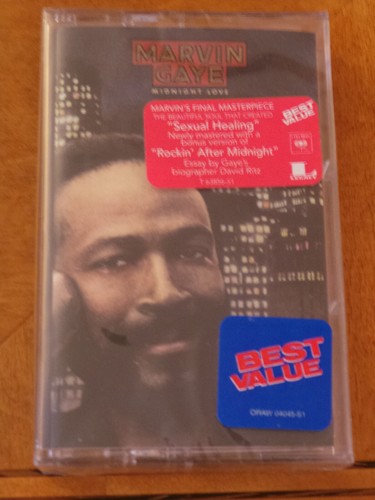 MARVIN
GAYE
MIDNIGHT LOVE
MARVIN'S FINAL MASTERPIECE
THE BEAUTIFUL SOUL THAT CREATED
"Sexual Healing"
Newly mastered with a
bonus version of
"Rockin' After Midnight"
Essay by Gaye's
biographer David Ritz
BEST
VALUE
BEST
VALUE